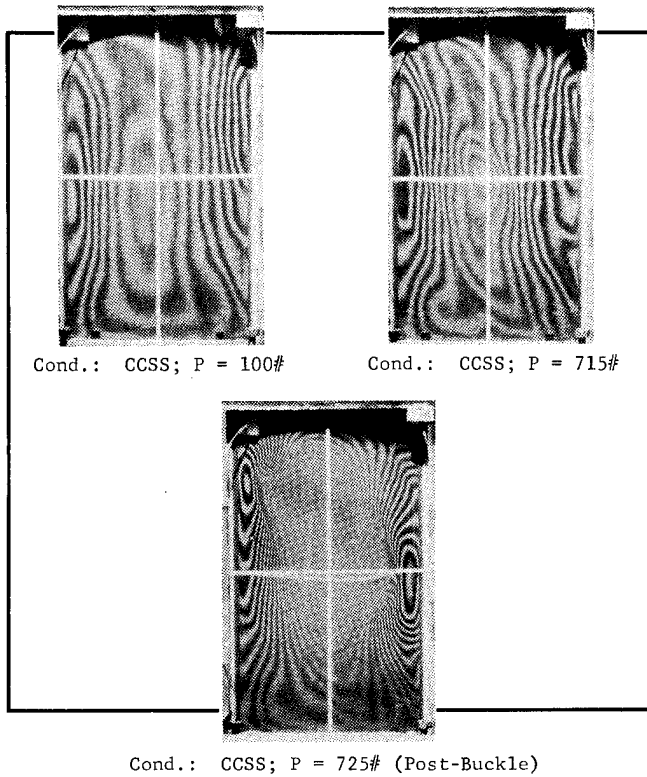 Cond.: CCSS; P = 100#
Cond.: CCSS; P = 715#
Cond.: CCSS; P = 725# (Post-Buckle)